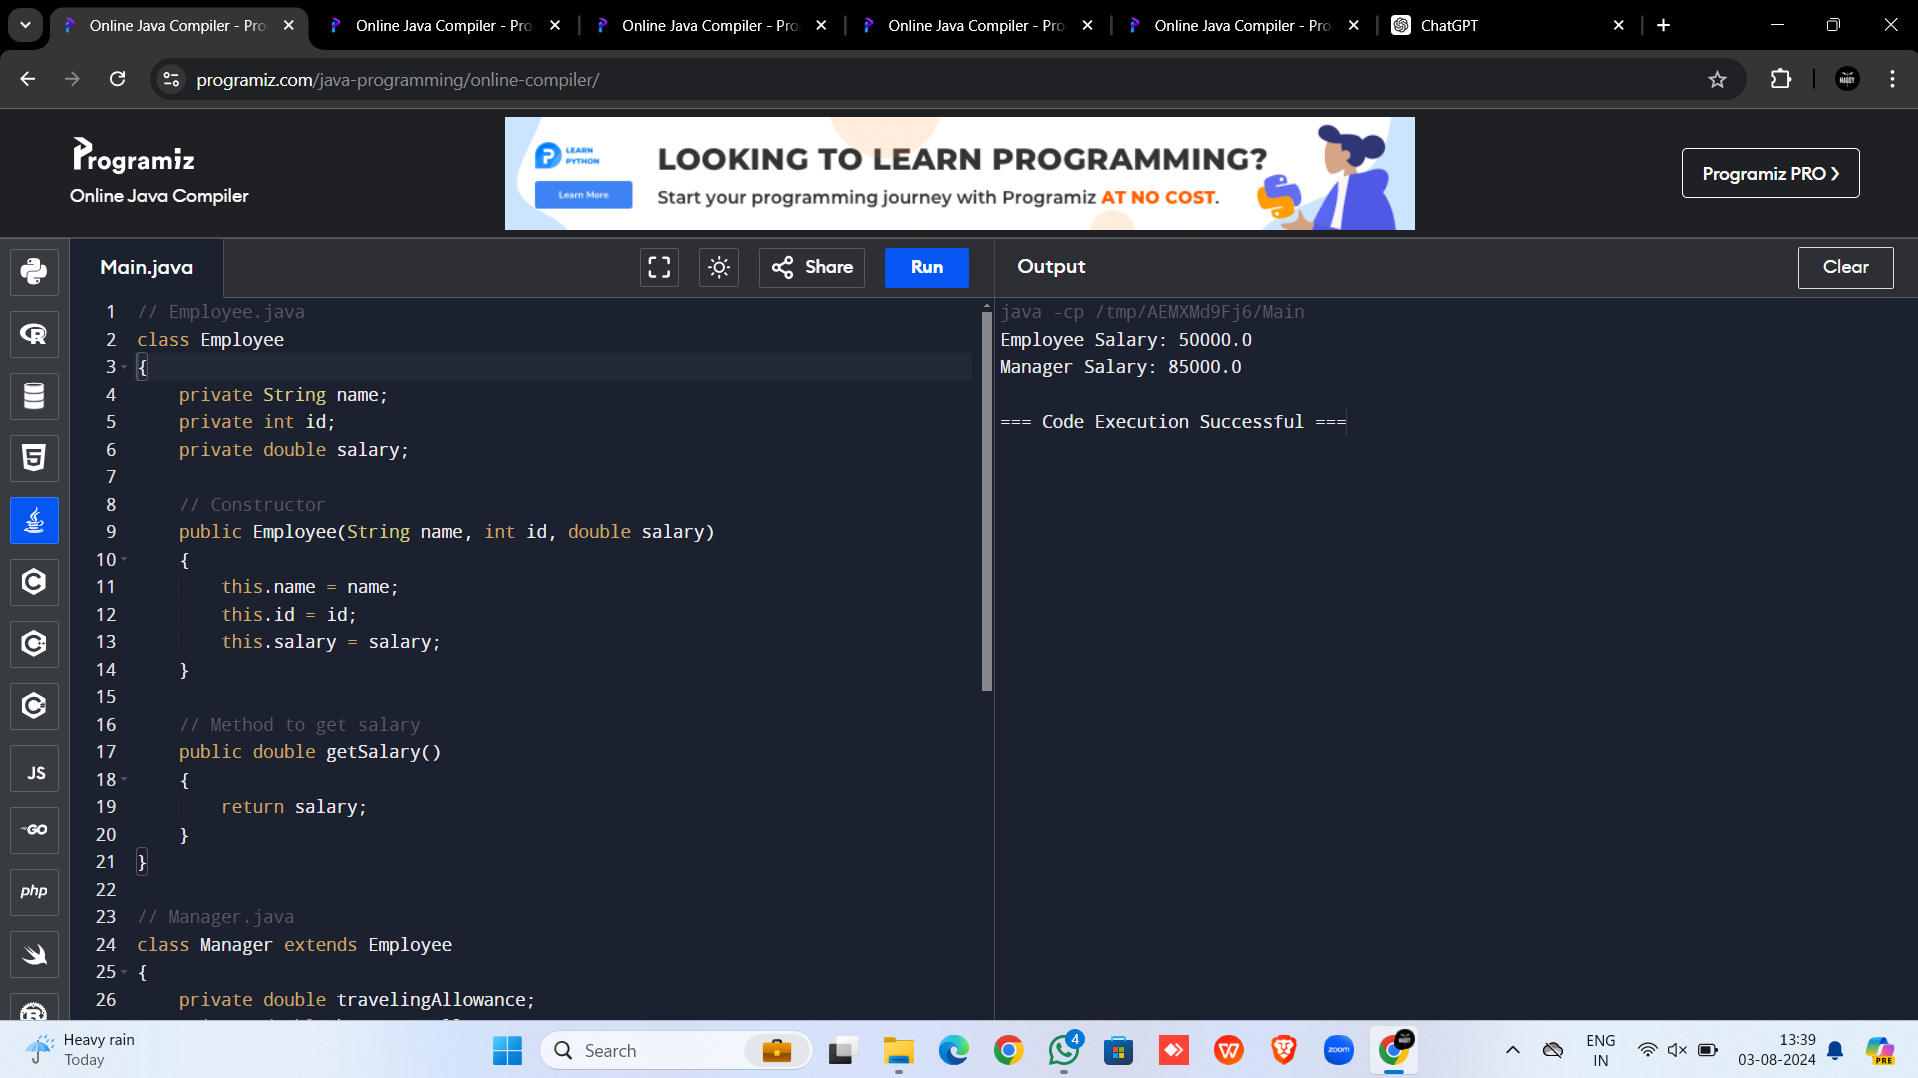 Online Java Compiler - Pro
Online Java Compiler - Pro
Online Java Compiler - Pro
Online Java Compiler - Pro
Online Java Compiler - Pro
ChatGPT
programiz.com/java-programming/online-compiler/
Programiz
Online Java Compiler
LEARN
PYTHON
Learn More
LOOKING TO LEARN PROGRAMMING?
Start your programming journey with Programiz AT NO COST.
Programiz PRO
Main.java
Share
Run
Output
Clear
1 // Employee.java
2 class Employee
3 {
4 private String name;
5 private int id;
6 private double salary;
7
8 // Constructor
9 public Employee(String name, int id, double salary)
10 {
11 this.name = name;
12 this.id = id;
13 this.salary = salary;
14 }
15
16 // Method to get salary
17 public double getSalary()
18 {
19 return salary;
20 }
21 }
22
23 // Manager.java
24 class Manager extends Employee
25 {
26 private double travelingAllowance;
java -cp /tmp/AEMXMd9Fj6/Main
Employee Salary: 50000.0
Manager Salary: 85000.0
=== Code Execution Successful ===
JS
GO
php
Heavy rain
Today
Search
4
zoom
ENG
IN
13:39
03-08-2024
PRE